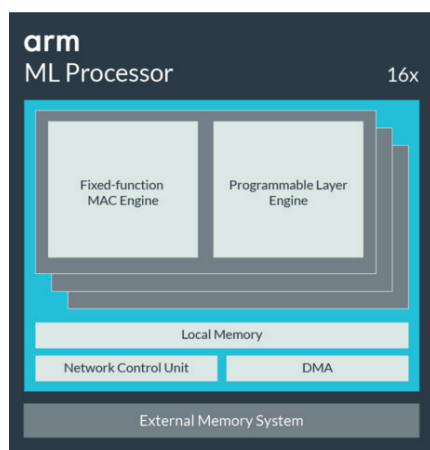 arm
ML Processor
16x
Fixed-function
MAC Engine
Programmable Layer
Engine
Local Memory
Network Control Unit
DMA
External Memory System